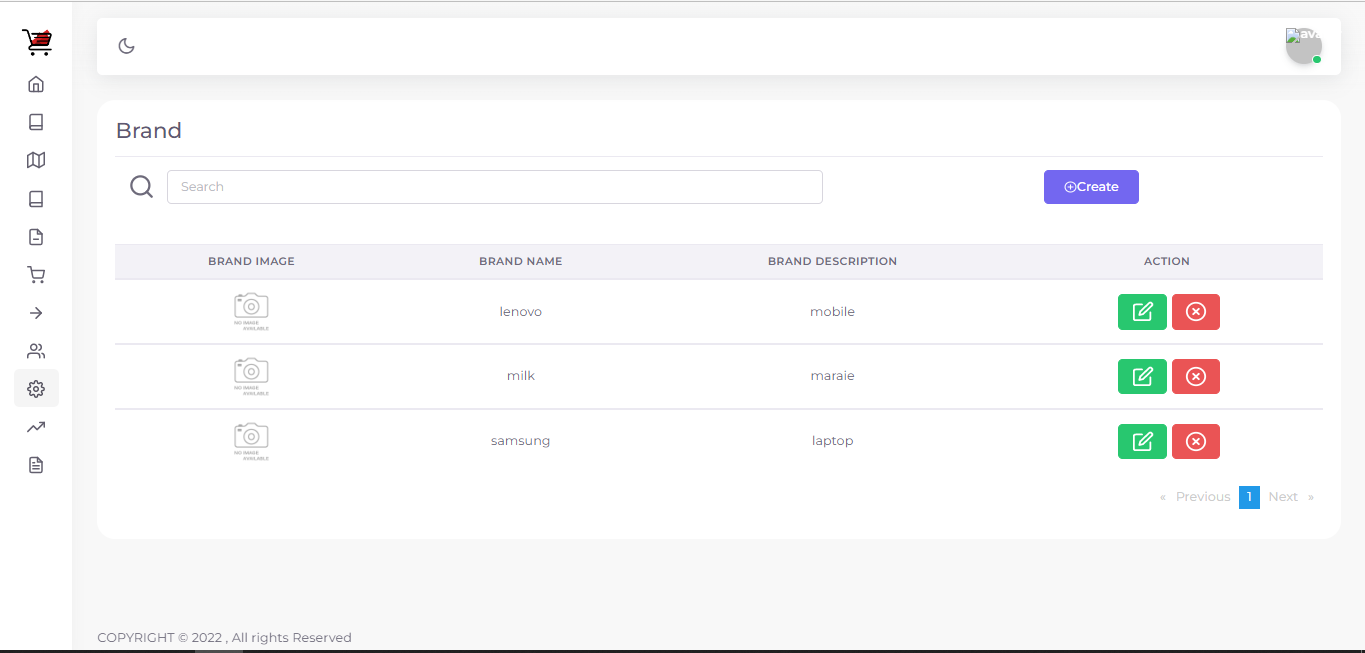 ava
Brand
Search
Create
BRAND IMAGE BRAND NAME BRAND DESCRIPTION ACTION
NO IMAGE AVAILABLE lenovo mobile
NO IMAGE AVAILABLE milk maraie
NO IMAGE AVAILABLE samsung laptop
« Previous 1 Next »
COPYRIGHT © 2022 , All rights Reserved